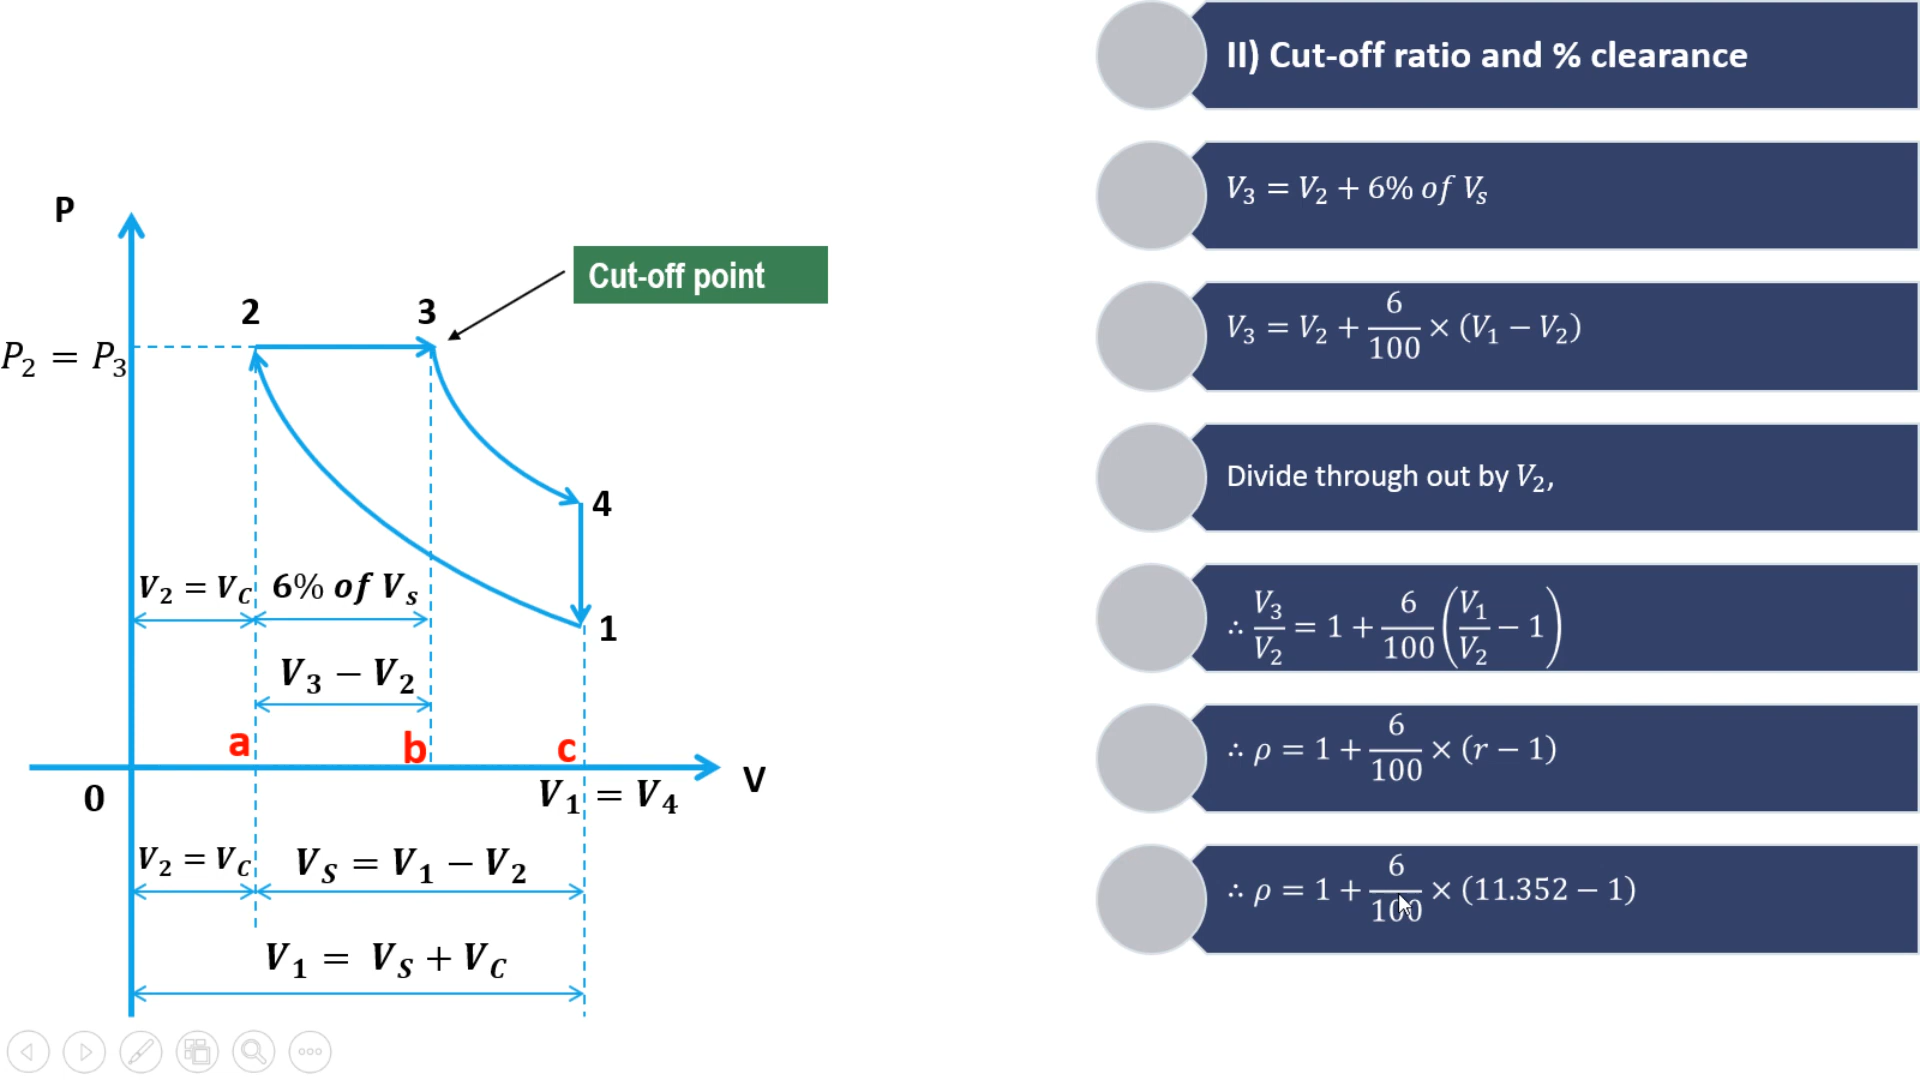 P
2
3
Cut-off point
P₂ = P₃
4
V₂ = V_C 6% of V_s
1
V₃ − V₂
a b c
0
V₁ = V₄
V
V₂ = V_C V_S = V₁ − V₂
V₁ = V_S + V_C
II) Cut-off ratio and % clearance
V₃ = V₂ + 6% of V_s
V₃ = V₂ + 6/100 × (V₁ − V₂)
Divide through out by V₂,
∴ V₃/V₂ = 1 + 6/100 (V₁/V₂ − 1)
∴ ρ = 1 + 6/100 × (r − 1)
∴ ρ = 1 + 6/100 × (11.352 − 1)